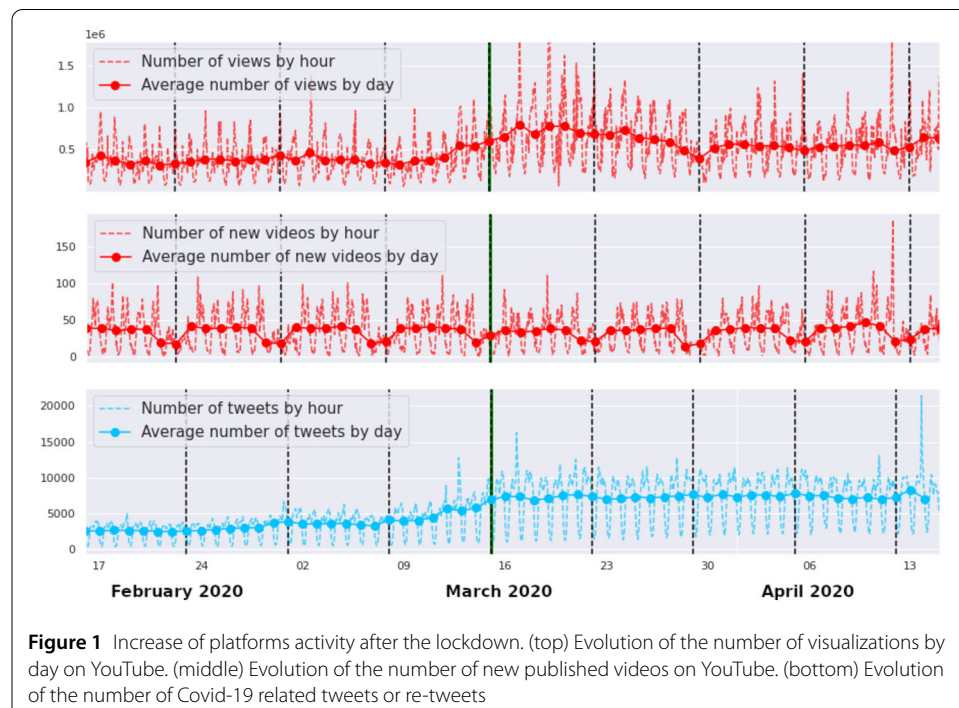 1e6
Number of views by hour
Average number of views by day
1.5
1.0
0.5
Number of new videos by hour
Average number of new videos by day
150
100
50
0
Number of tweets by hour
Average number of tweets by day
20000
15000
10000
5000
0
17 24 02 09 16 23 30 06 13
February 2020 March 2020 April 2020
Figure 1 Increase of platforms activity after the lockdown. (top) Evolution of the number of visualizations by
day on YouTube. (middle) Evolution of the number of new published videos on YouTube. (bottom) Evolution
of the number of Covid-19 related tweets or re-tweets